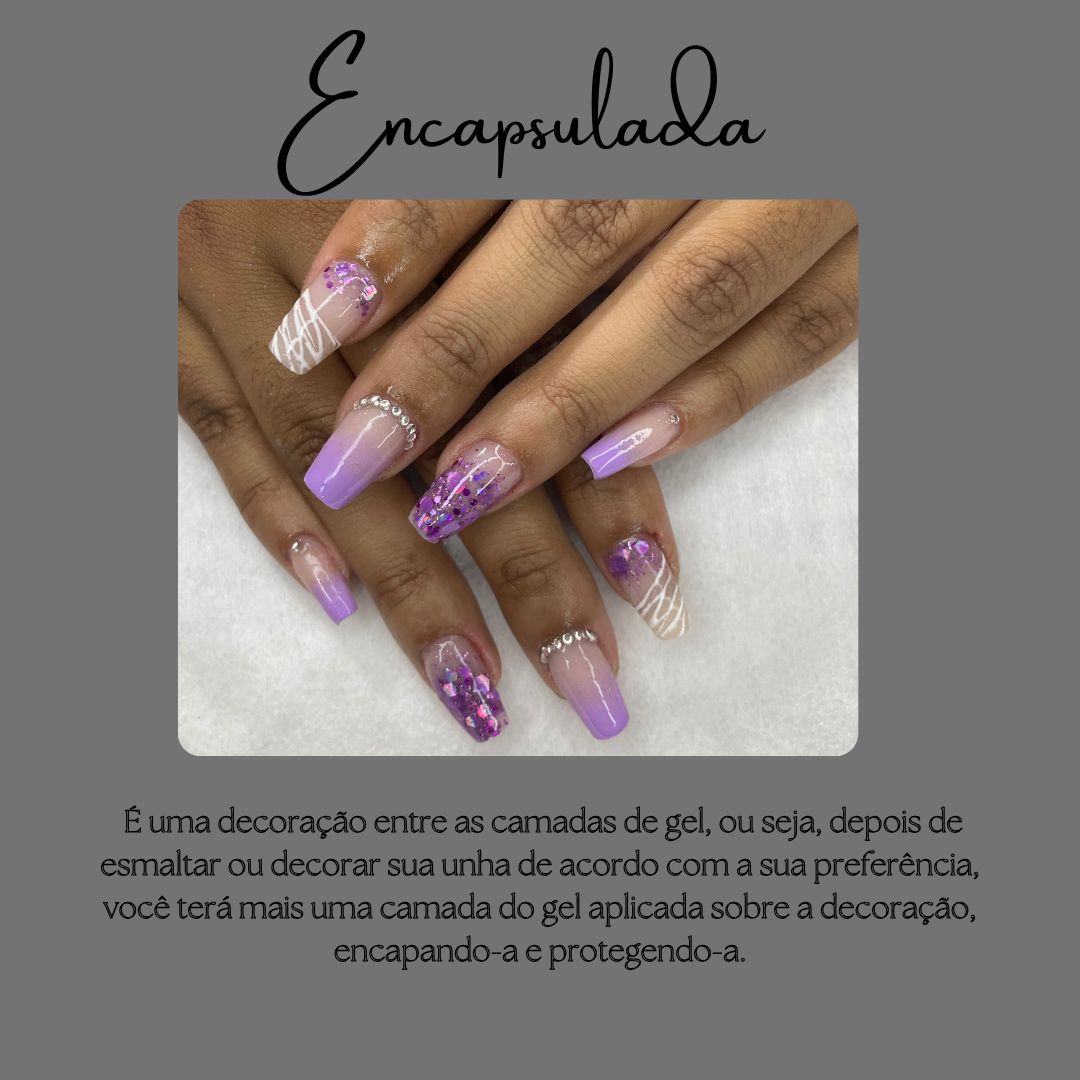 Encapsulada
É uma decoração entre as camadas de gel, ou seja, depois de
esmaltar ou decorar sua unha de acordo com a sua preferência,
você terá mais uma camada do gel aplicada sobre a decoração,
encapando-a e protegendo-a.